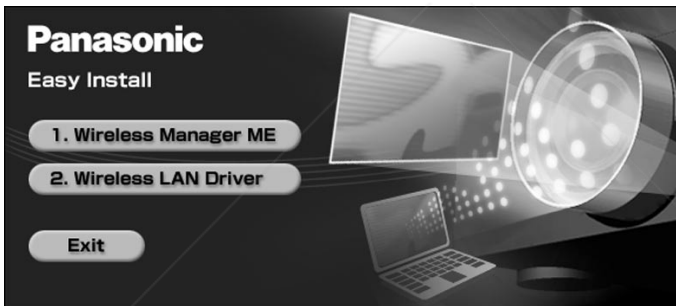 Panasonic
Easy Install
1. Wireless Manager ME
2. Wireless LAN Driver
Exit